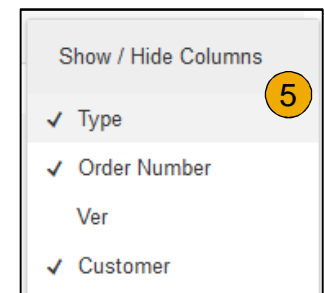 Show / Hide Columns
5
✓ Type
✓ Order Number
Ver
✓ Customer